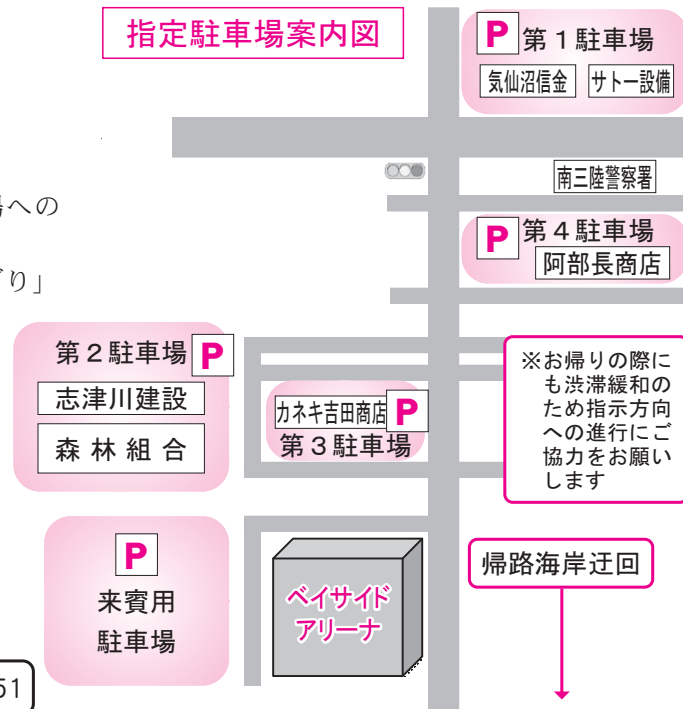 指定駐車場案内図
P 第1駐車場
気仙沼信金 サトー設備
南三陸警察署
場への
P 第4駐車場
阿部長商店
どり」
第2駐車場 P
志津川建設
森林組合
カネキ吉田商店 P
第3駐車場
※お帰りの際に
も渋滞緩和の
ため指示方向
への進行にご
協力をお願い
します
P
来賓用
駐車場
ベイサイド
アリーナ
帰路海岸迂回
51